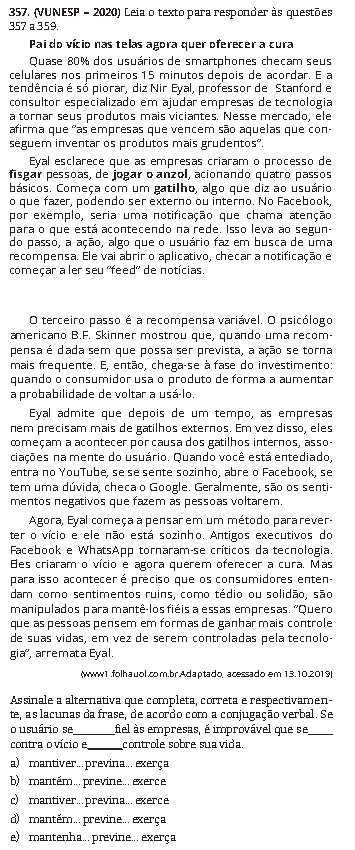 357. (VUNESP – 2020) Leia o texto para responder às questões
357 a 359.
Pai do vício nas telas agora quer oferecer a cura
Quase 80% dos usuários de smartphones checam seus
celulares nos primeiros 15 minutos depois de acordar. E a
tendência é só piorar, diz Nir Eyal, professor de Stanford e
consultor especializado em ajudar empresas de tecnologia
a tornar seus produtos mais viciantes. Nesse mercado, ele
afirma que "as empresas que vencem são aquelas que con-
seguem inventar os produtos mais grudentos".
Eyal esclarece que as empresas criaram o processo de
fisgar pessoas, de jogar o anzol, acionando quatro passos
básicos. Começa com um gatilho, algo que diz ao usuário
o que fazer, podendo ser externo ou interno. No Facebook,
por exemplo, seria uma notificação que chama atenção
para o que está acontecendo na rede. Isso leva ao segun-
do passo, a ação, algo que o usuário faz em busca de uma
recompensa. Ele vai abrir o aplicativo, checar a notificação e
começar a ler seu "feed" de notícias.
O terceiro passo é a recompensa variável. O psicólogo
americano B.F. Skinner mostrou que, quando uma recom-
pensa é dada sem que possa ser prevista, a ação se torna
mais frequente. E, então, chega-se à fase do investimento:
quando o consumidor usa o produto de forma a aumentar
a probabilidade de voltar a usá-lo.
Eyal admite que depois de um tempo, as empresas
nem precisam mais de gatilhos externos. Em vez disso, eles
começam a acontecer por causa dos gatilhos internos, asso-
ciações na mente do usuário. Quando você está entediado,
entra no YouTube, se se sente sozinho, abre o Facebook, se
tem uma dúvida, checa o Google. Geralmente, são os senti-
mentos negativos que fazem as pessoas voltarem.
Agora, Eyal começa a pensar em um método para rever-
ter o vício e ele não está sozinho. Antigos executivos do
Facebook e WhatsApp tornaram-se críticos da tecnologia.
Eles criaram o vício e agora querem oferecer a cura. Mas
para isso acontecer é preciso que os consumidores enten-
dam como sentimentos ruins, como tédio ou solidão, são
manipulados para mantê-los fiéis a essas empresas. "Quero
que as pessoas pensem em formas de ganhar mais controle
de suas vidas, em vez de serem controladas pela tecnolo-
gia", arremata Eyal.
(www1.folha.uol.com.br.Adaptado, acessado em 13.10.2019)
Assinale a alternativa que completa, correta e respectivamen-
te, as lacunas da frase, de acordo com a conjugação verbal. Se
o usuário se________fiel às empresas, é improvável que se_____
contra o vício e_______controle sobre sua vida.
a) mantiver... previna... exerça
b) mantém... previne... exerce
c) mantiver... previna... exerce
d) mantém... previne... exerça
e) mantenha... previne... exerça